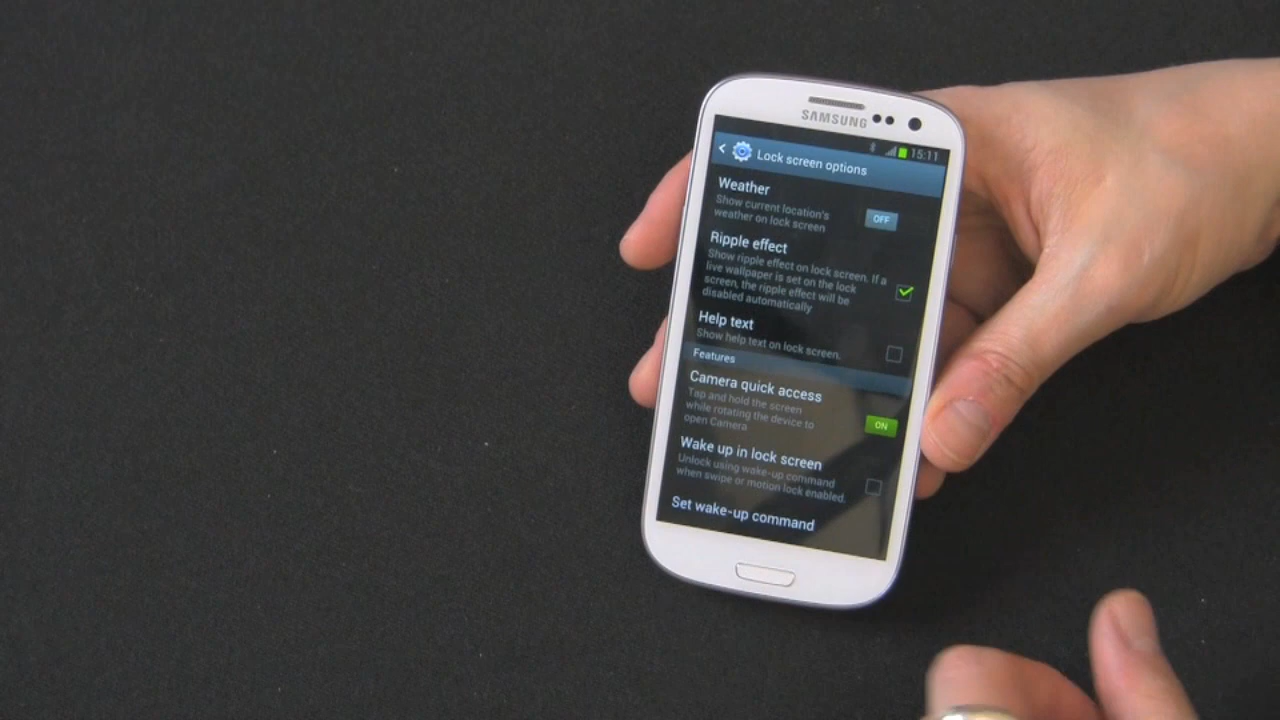 SAMSUNG
15:11
Lock screen options
Weather
Show current location's
weather on lock screen
OFF
Ripple effect
Show ripple effect on lock screen. If a
live wallpaper is set on the lock
screen, the ripple effect will be
disabled automatically
Help text
Show help text on lock screen.
Features
Camera quick access
Tap and hold the screen
while rotating the device to
open Camera
ON
Wake up in lock screen
Unlock using wake-up command
when swipe or motion lock enabled.
Set wake-up command